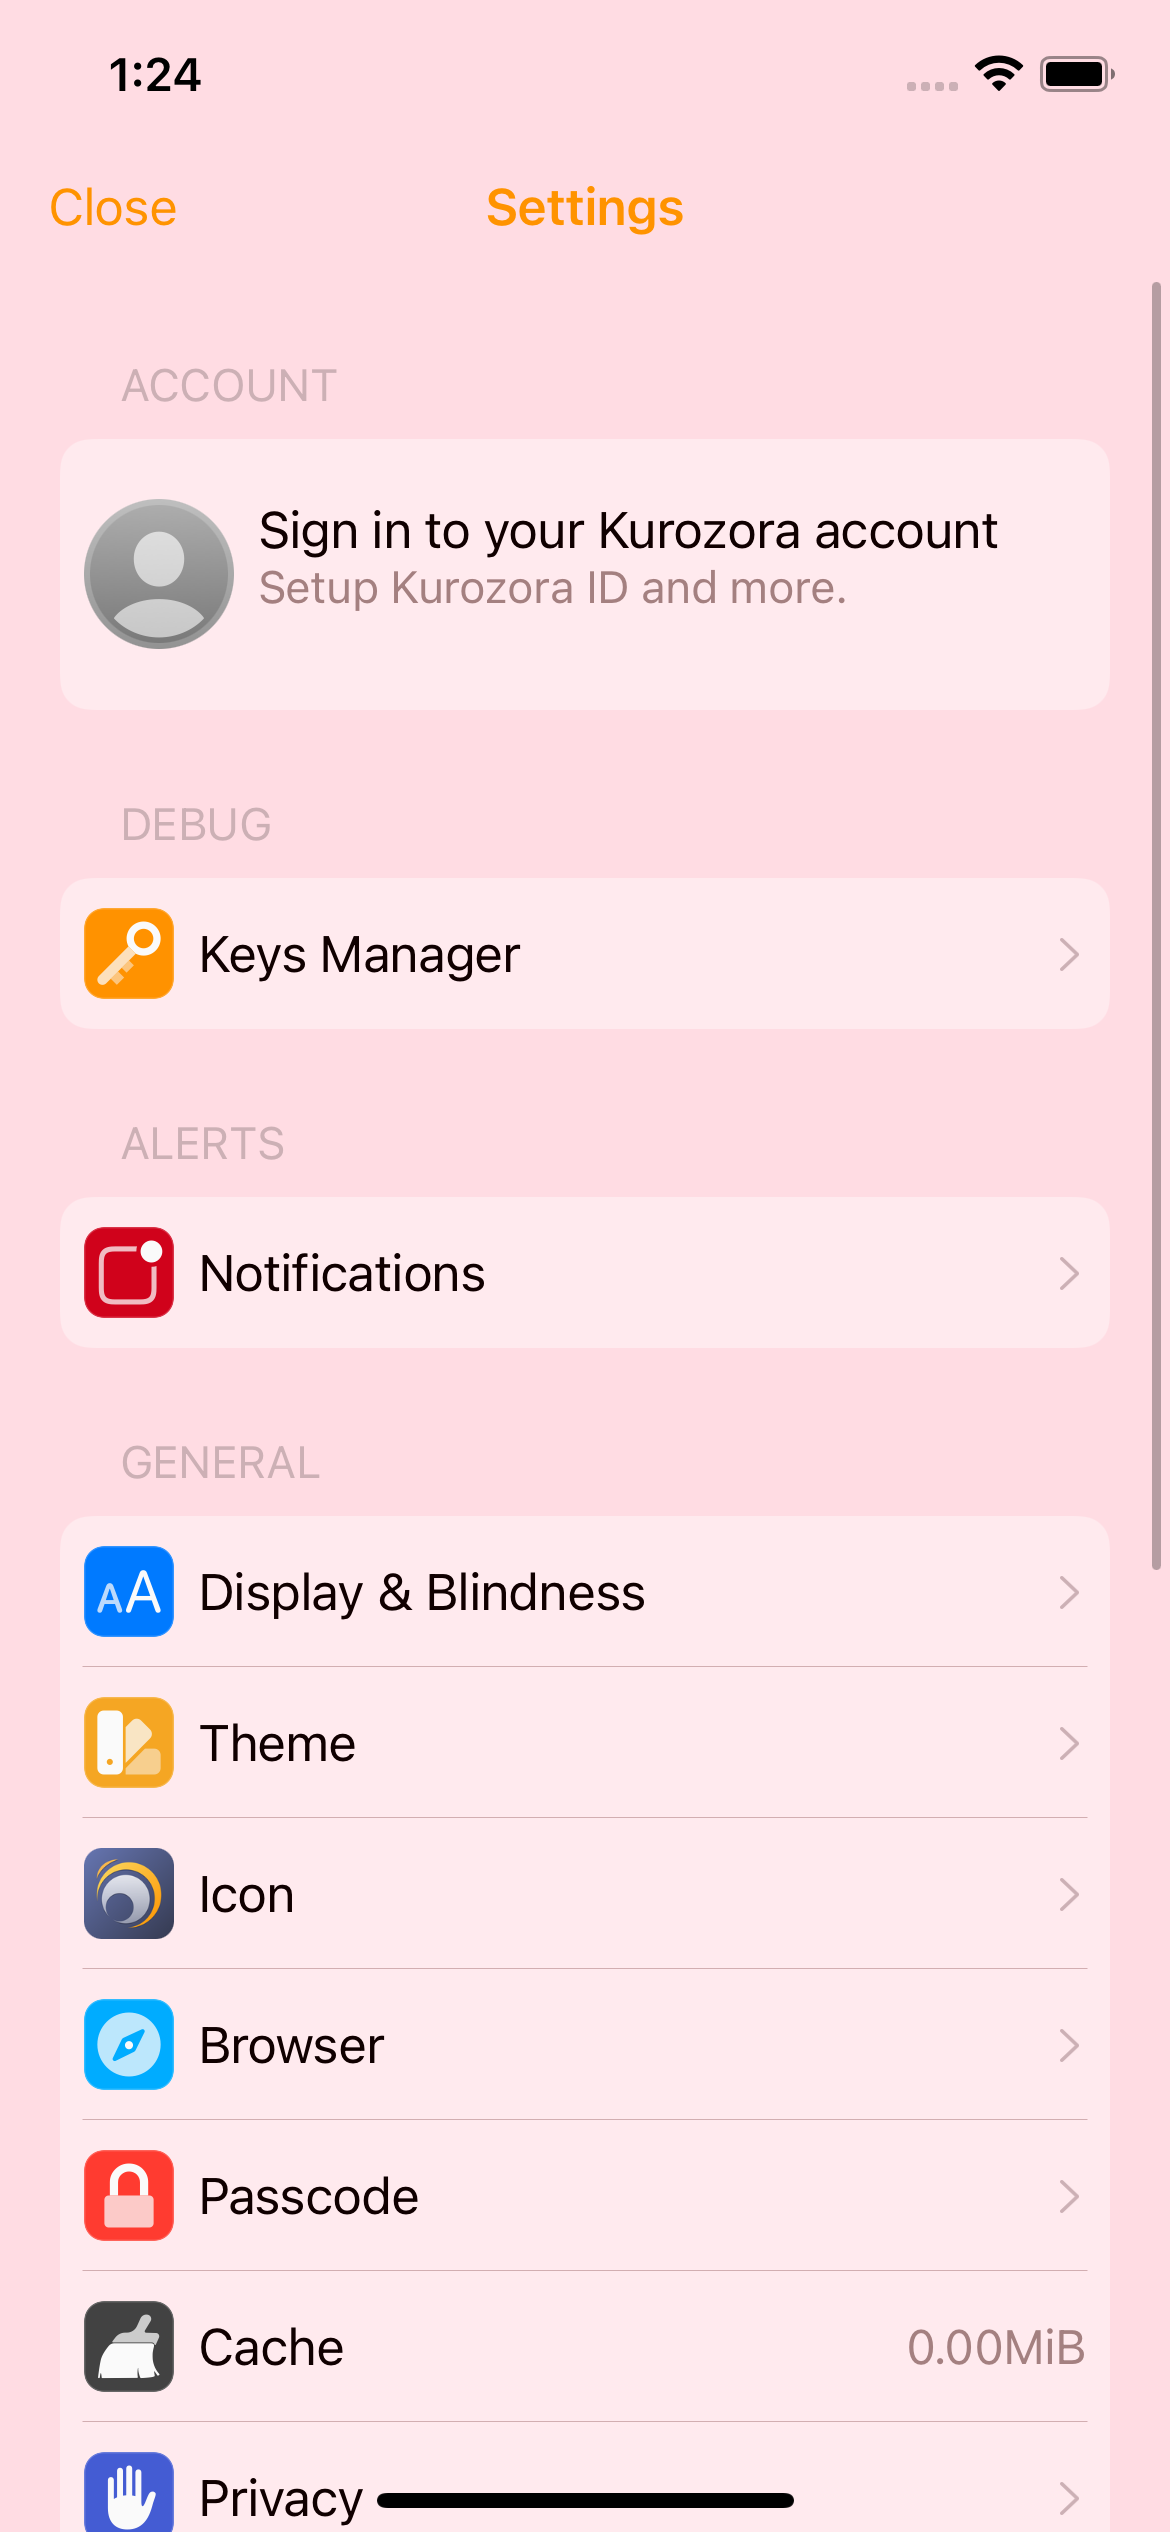 1:24
Close
Settings
ACCOUNT
Sign in to your Kurozora account
Setup Kurozora ID and more.
DEBUG
Keys Manager
ALERTS
Notifications
GENERAL
AA
Display & Blindness
Theme
Icon
Browser
Passcode
Cache
0.00MiB
Privacy